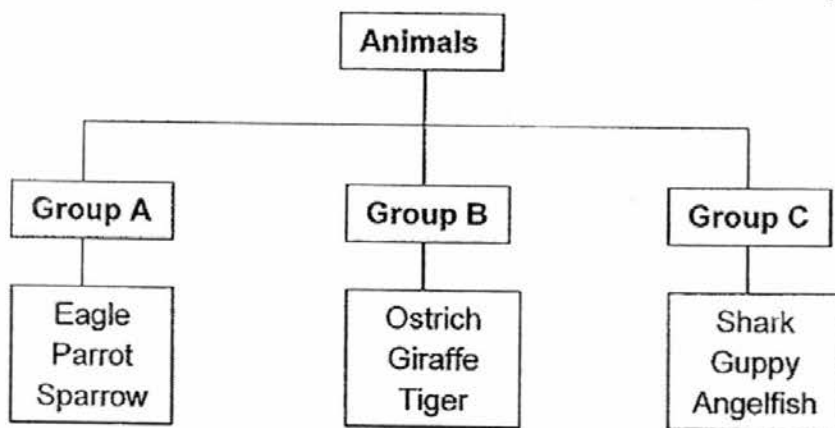 Animals
Group A
Group B
Group C
Eagle
Parrot
Sparrow
Ostrich
Giraffe
Tiger
Shark
Guppy
Angelfish